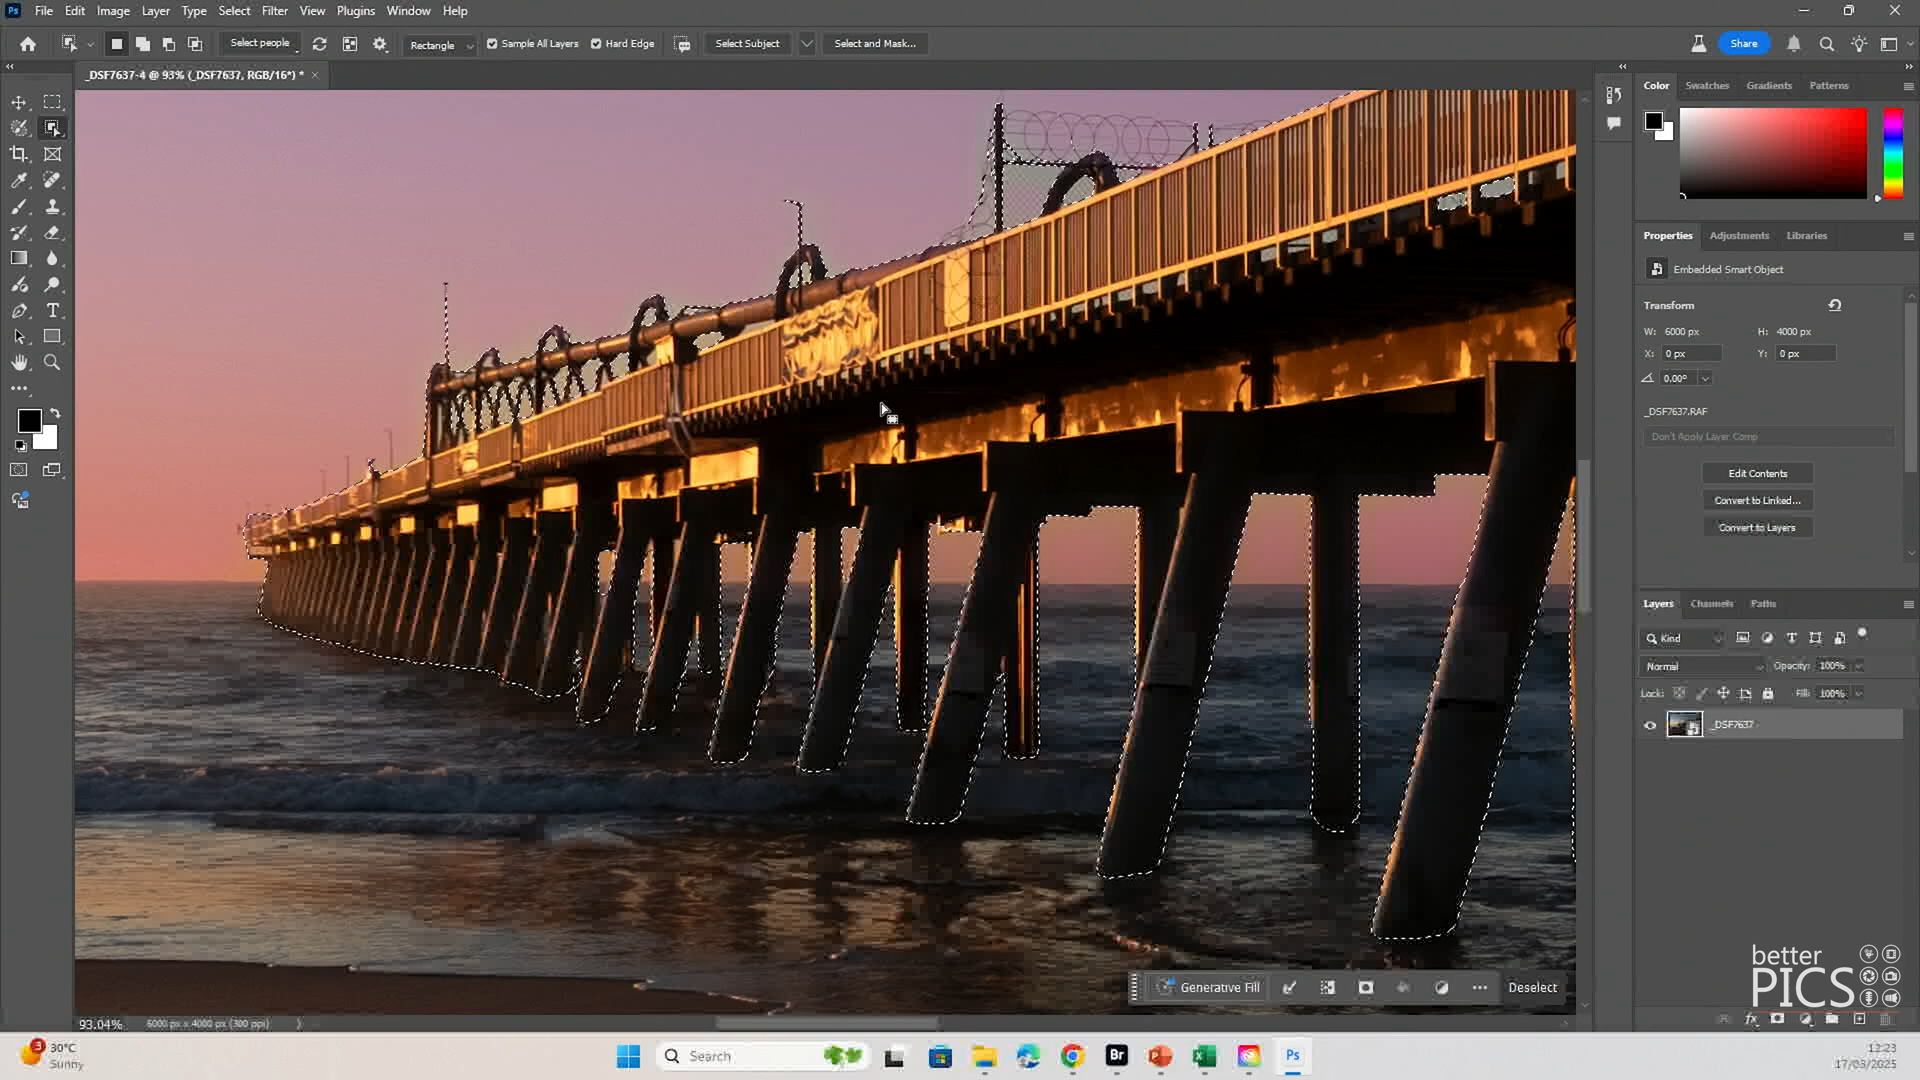 Ps File Edit Image Layer Type Select Filter View Plugins Window Help
Select people Rectangle Sample All Layers Hard Edge Select Subject Select and Mask... Share
_DSF7637-4 @ 93% (_DSF7637, RGB/16*) *
Color Swatches Gradients Patterns
Properties Adjustments Libraries
Embedded Smart Object
Transform
W: 6000 px H: 4000 px
X: 0 px Y: 0 px
0.00°
_DSF7637.RAF
Don't Apply Layer Comp
Edit Contents
Convert to Linked...
Convert to Layers
Layers Channels Paths
Kind
Normal Opacity: 100%
Lock: Fill: 100%
_DSF7637
Generative Fill Deselect
better
PICS
93.04% 6000 px x 4000 px (300 ppi)
3 30°C
Sunny
Search
Br
Ps
12:23
17/03/2025